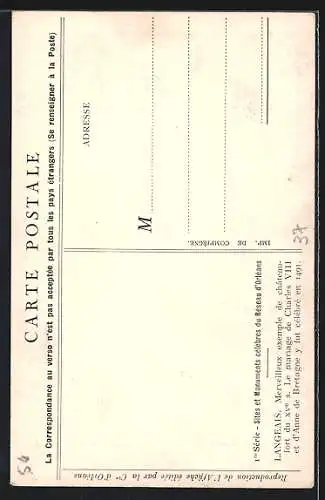 CARTE POSTALE
La Correspondance au verso n'est pas acceptée par tous les pays étrangers (Se renseigner à la Poste)
ADRESSE
M
IMP. DE COMPIÈGNE.
1re Série - Sites et Monuments célèbres du Réseau d'Orléans
LANGEAIS. Merveilleux exemple de château-
fort du XVe s. Le mariage de Charles VIII
et d'Anne de Bretagne y fut célébré en 1491.
Reproduction de l'Affiche éditée par la Cie d'Orléans
37
54